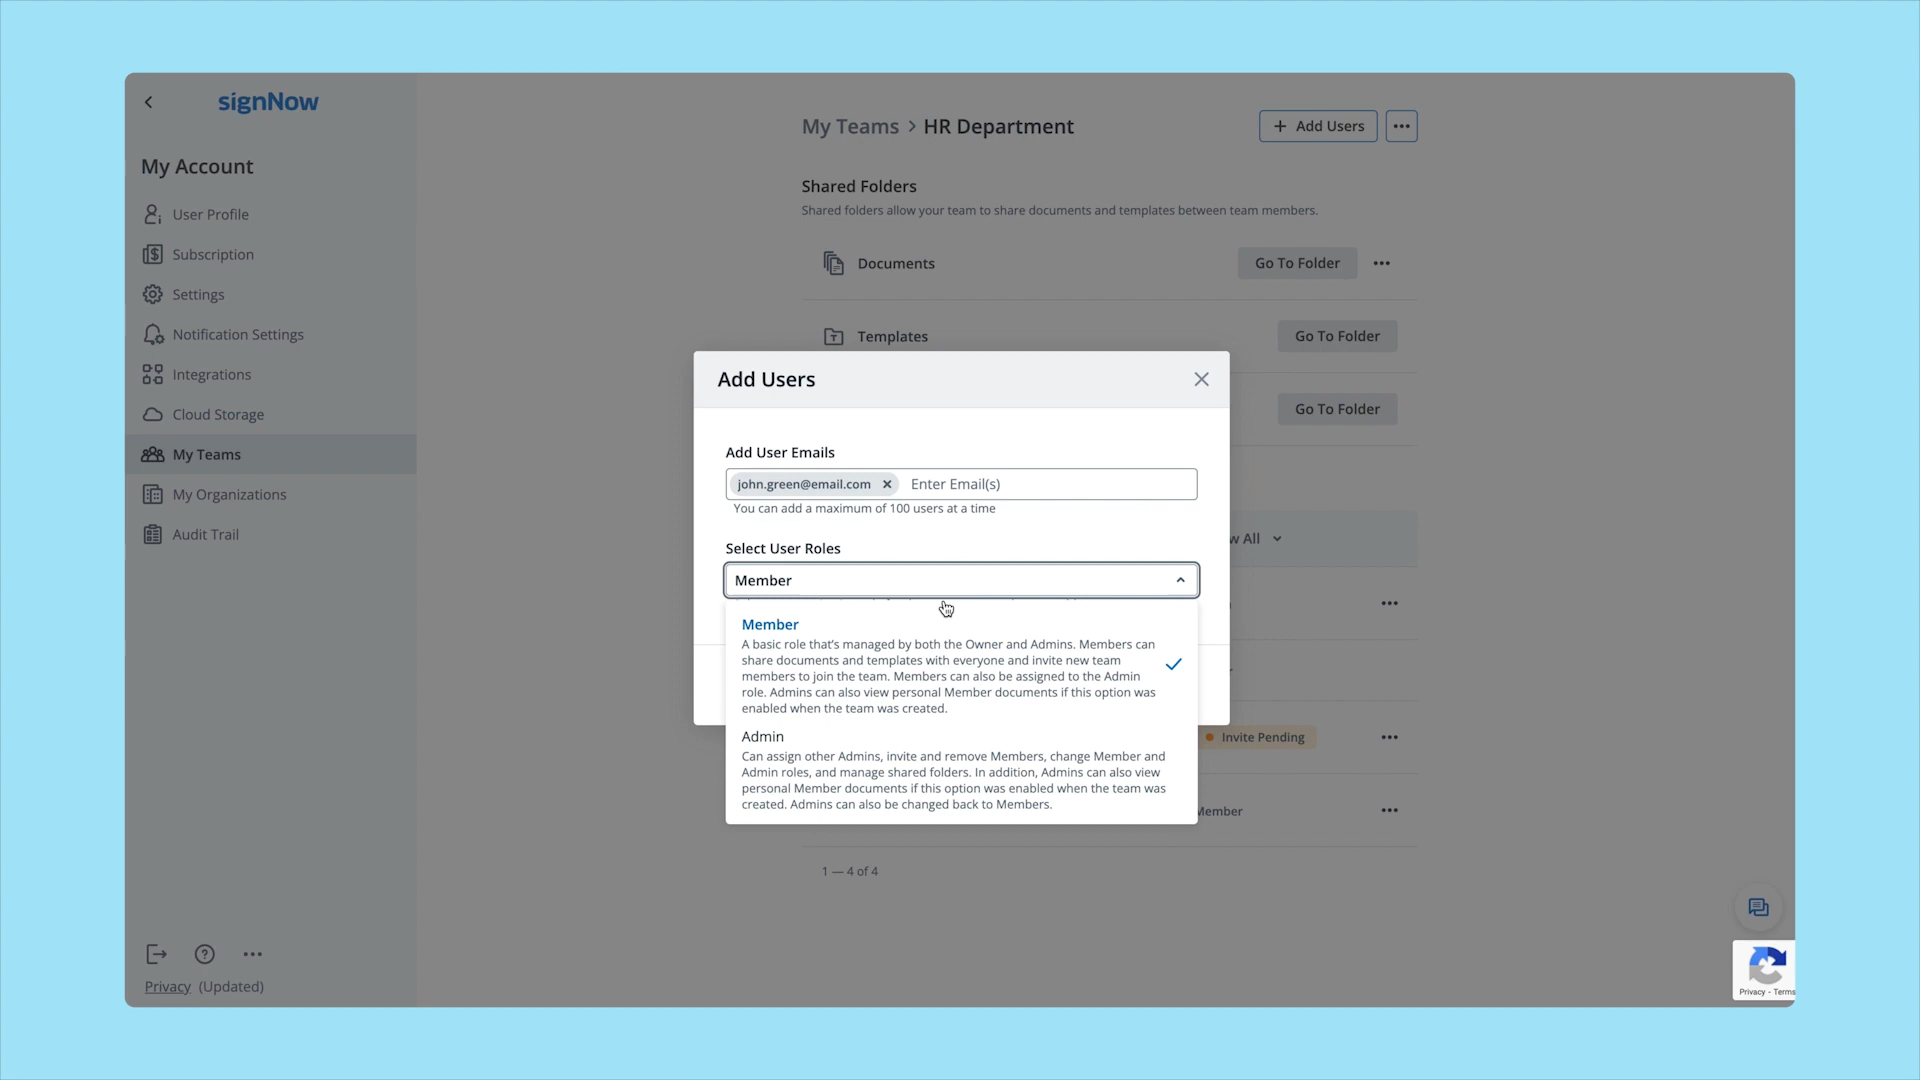 signNow
My Account
User Profile
Subscription
Settings
Notification Settings
Integrations
Cloud Storage
My Teams
My Organizations
Audit Trail
Privacy (Updated)
My Teams > HR Department
+ Add Users
Shared Folders
Shared folders allow your team to share documents and templates between team members.
Documents
Go To Folder
Templates
Go To Folder
Go To Folder
Add Users
Add User Emails
john.green@email.com
Enter Email(s)
You can add a maximum of 100 users at a time
Select User Roles
Member
Member
A basic role that's managed by both the Owner and Admins. Members can
share documents and templates with everyone and invite new team
members to join the team. Members can also be assigned to the Admin
role. Admins can also view personal Member documents if this option was
enabled when the team was created.
Admin
Can assign other Admins, invite and remove Members, change Member and
Admin roles, and manage shared folders. In addition, Admins can also view
personal Member documents if this option was enabled when the team was
created. Admins can also be changed back to Members.
All
Invite Pending
Member
1 — 4 of 4
Privacy - Terms